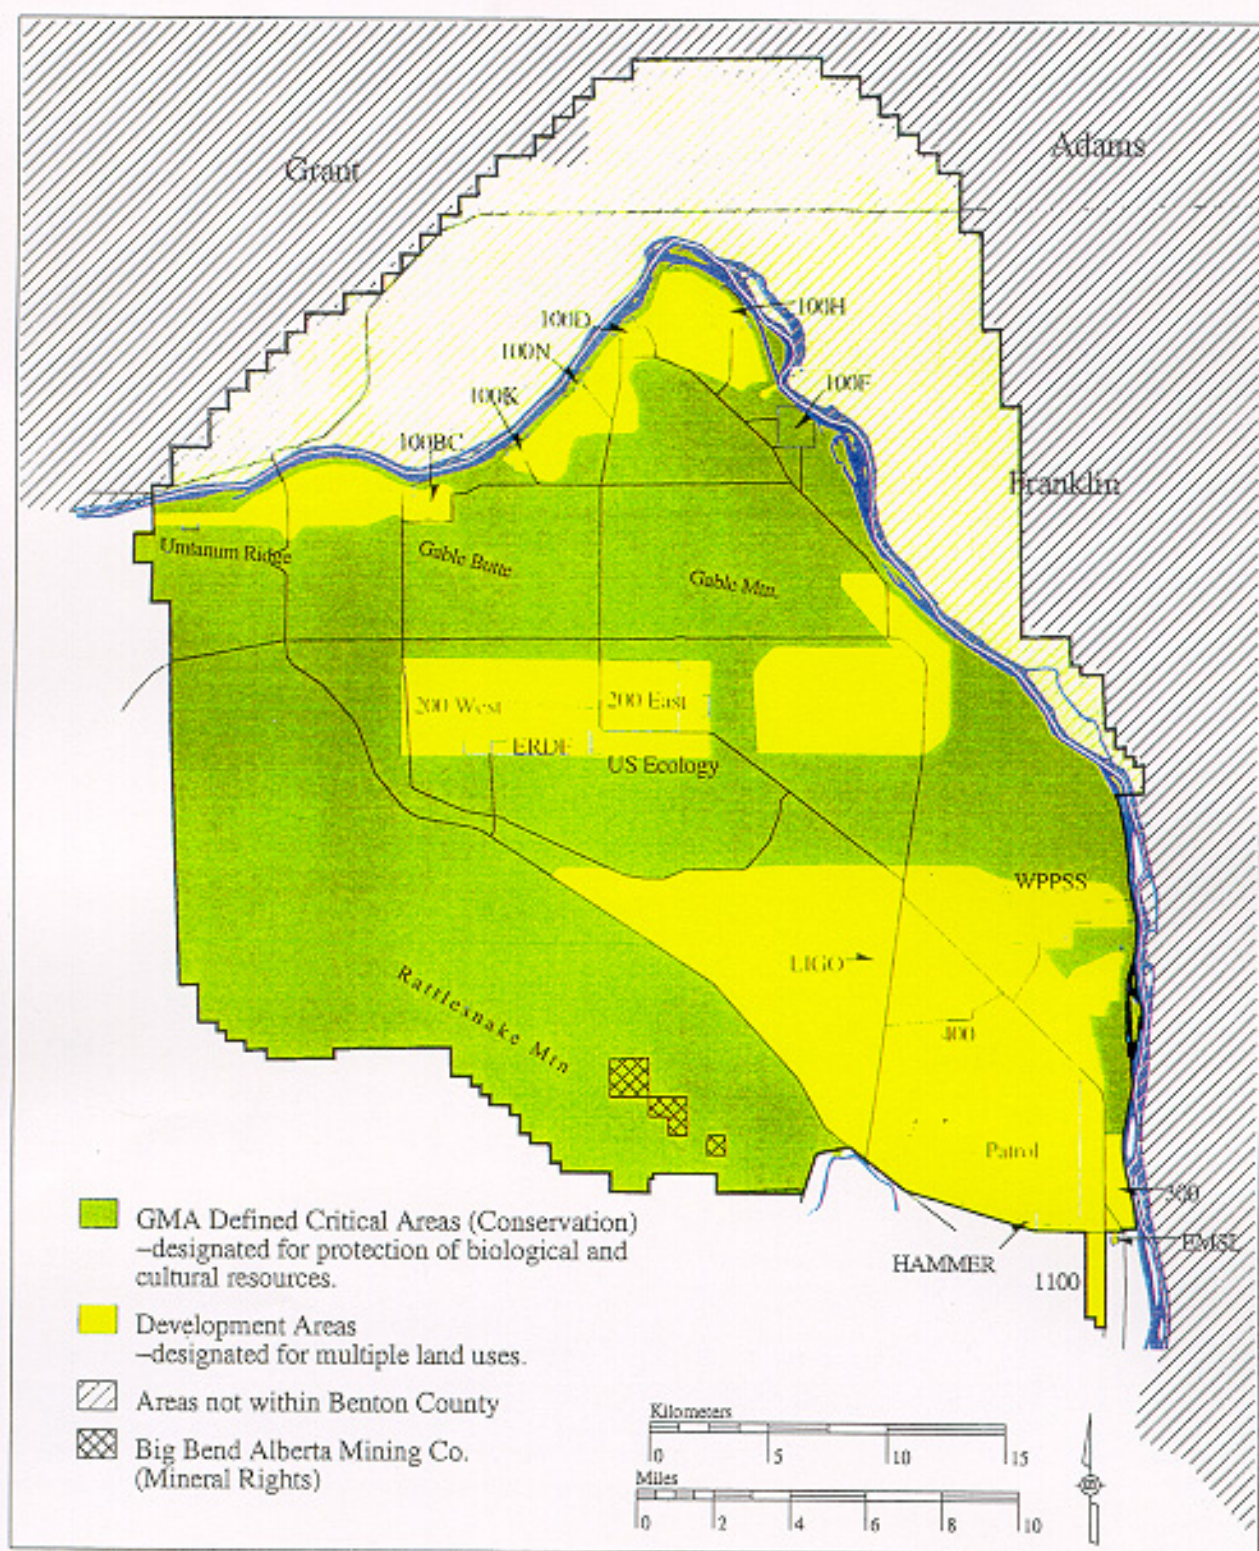 Grant
Adams
100D
100H
100N
100F
100K
100BC
Franklin
Umtanum Ridge
Gable Butte
Gable Mtn.
200 West
200 East
ERDF
US Ecology
WPPSS
LIGO
Rattlesnake Mtn
400
Patrol
300
EMSL
HAMMER
1100
GMA Defined Critical Areas (Conservation)
–designated for protection of biological and
cultural resources.
Development Areas
–designated for multiple land uses.
Areas not within Benton County
Big Bend Alberta Mining Co.
(Mineral Rights)
Kilometers
0 5 10 15
Miles
0 2 4 6 8 10